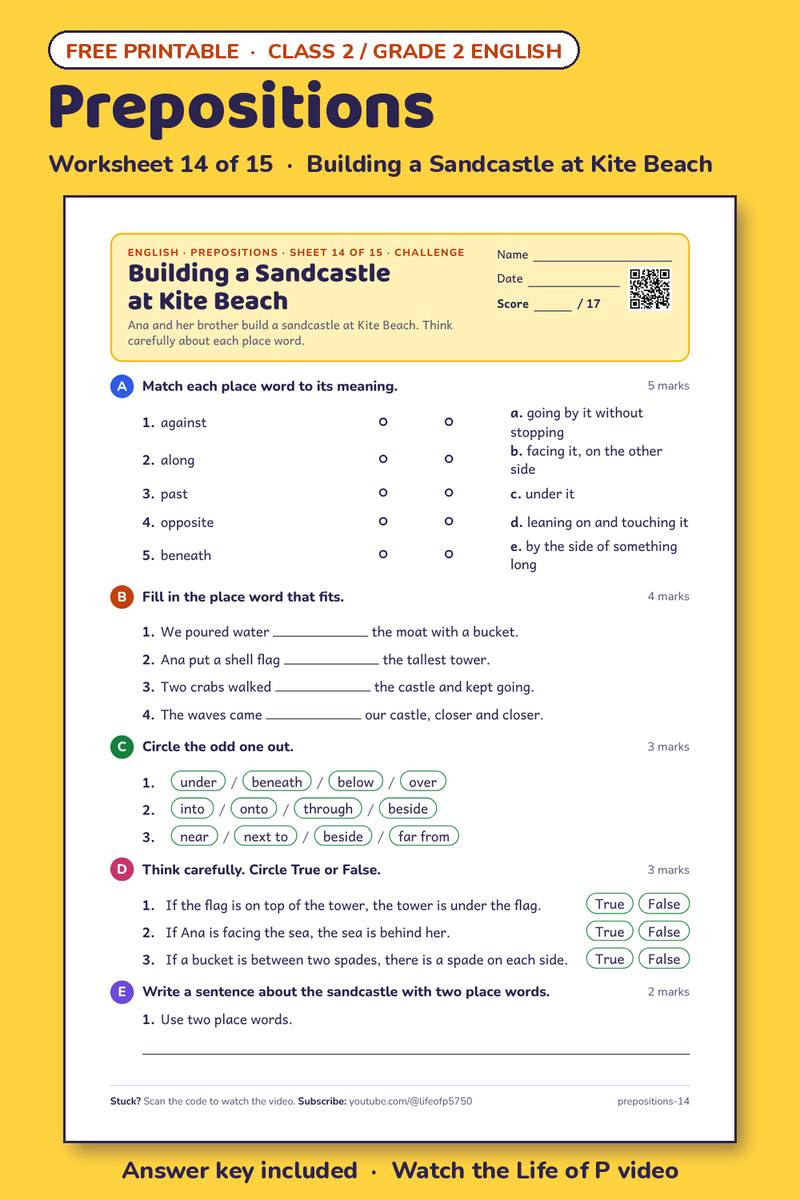 FREE PRINTABLE · CLASS 2 / GRADE 2 ENGLISH
Prepositions
Worksheet 14 of 15 · Building a Sandcastle at Kite Beach
ENGLISH · PREPOSITIONS · SHEET 14 OF 15 · CHALLENGE
Building a Sandcastle
at Kite Beach
Ana and her brother build a sandcastle at Kite Beach. Think
carefully about each place word.
Name ____________
Date ____________
Score _____ / 17
A Match each place word to its meaning. 5 marks
1. against
a. going by it without
stopping
2. along
b. facing it, on the other
side
3. past
c. under it
4. opposite
d. leaning on and touching it
5. beneath
e. by the side of something
long
B Fill in the place word that fits. 4 marks
1. We poured water ____________ the moat with a bucket.
2. Ana put a shell flag ____________ the tallest tower.
3. Two crabs walked ____________ the castle and kept going.
4. The waves came ____________ our castle, closer and closer.
C Circle the odd one out. 3 marks
1. under / beneath / below / over
2. into / onto / through / beside
3. near / next to / beside / far from
D Think carefully. Circle True or False. 3 marks
1. If the flag is on top of the tower, the tower is under the flag. True False
2. If Ana is facing the sea, the sea is behind her. True False
3. If a bucket is between two spades, there is a spade on each side. True False
E Write a sentence about the sandcastle with two place words. 2 marks
1. Use two place words.
Stuck? Scan the code to watch the video. Subscribe: youtube.com/@lifeofp5750
prepositions-14
Answer key included · Watch the Life of P video